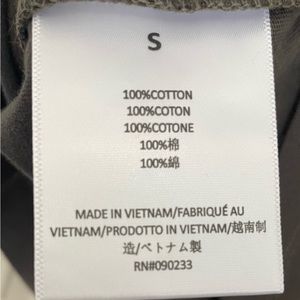 S
100%COTTON
100%COTON
100%COTONE
100%棉
100%綿
MADE IN VIETNAM/FABRIQUÉ AU
VIETNAM/PRODOTTO IN VIETNAM/越南制
造/ベトナム製
RN#090233